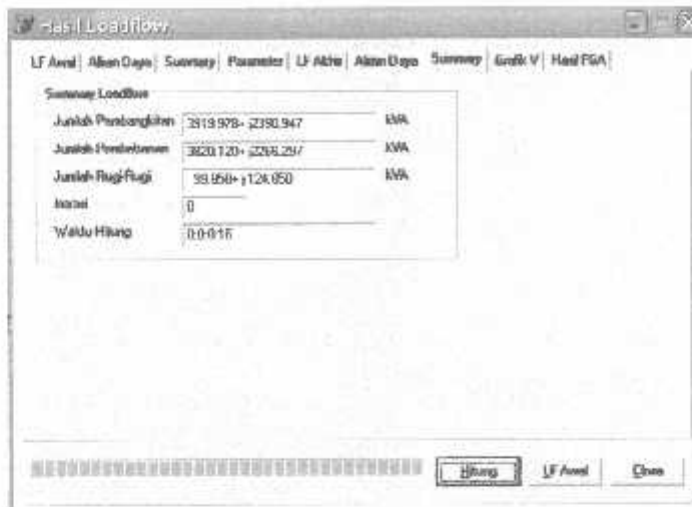 Hasil Loadflow
LF Awal Aliran Daya Summary Parameter LF Akhir Aliran Daya Summary Grafik V Hasil FGA
Summary Loadflow
Jumlah Pembangkitan 3919.978+ j2390.947 kVA
Jumlah Pembebanan 3820.120+ j2266.297 kVA
Jumlah Rugi-Rugi 99.858+ j124.650 kVA
Iterasi 0
Waktu Hitung 0:0:0:16
Hitung LF Awal Close